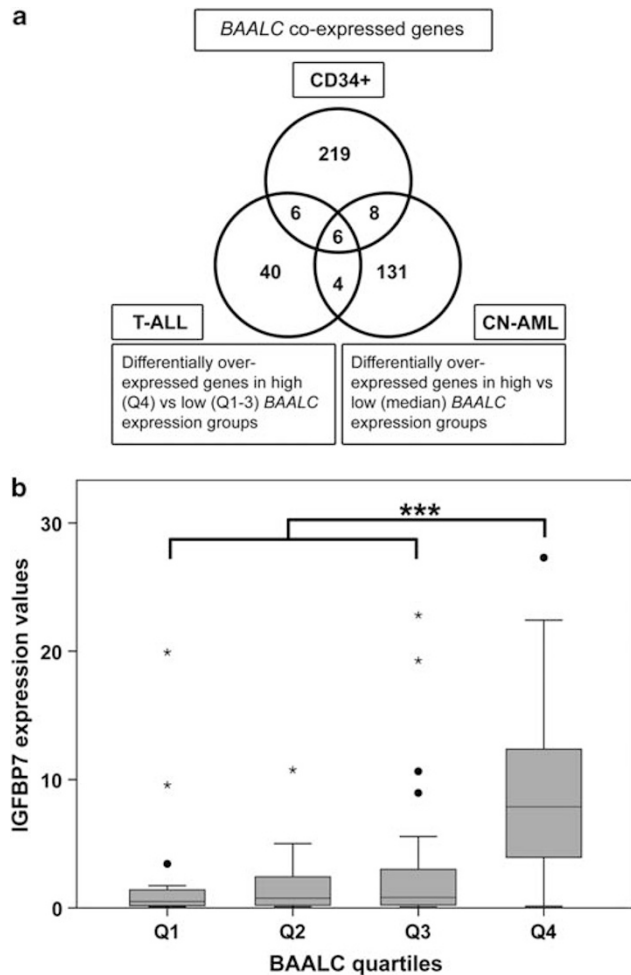 a
BAALC co-expressed genes
CD34+
219
6
8
6
40
4
131
T-ALL
CN-AML
Differentially over-
expressed genes in high
(Q4) vs low (Q1-3) BAALC
expression groups
Differentially over-
expressed genes in high vs
low (median) BAALC
expression groups
b
***
30
20
10
0
IGFBP7 expression values
Q1
Q2
Q3
Q4
BAALC quartiles